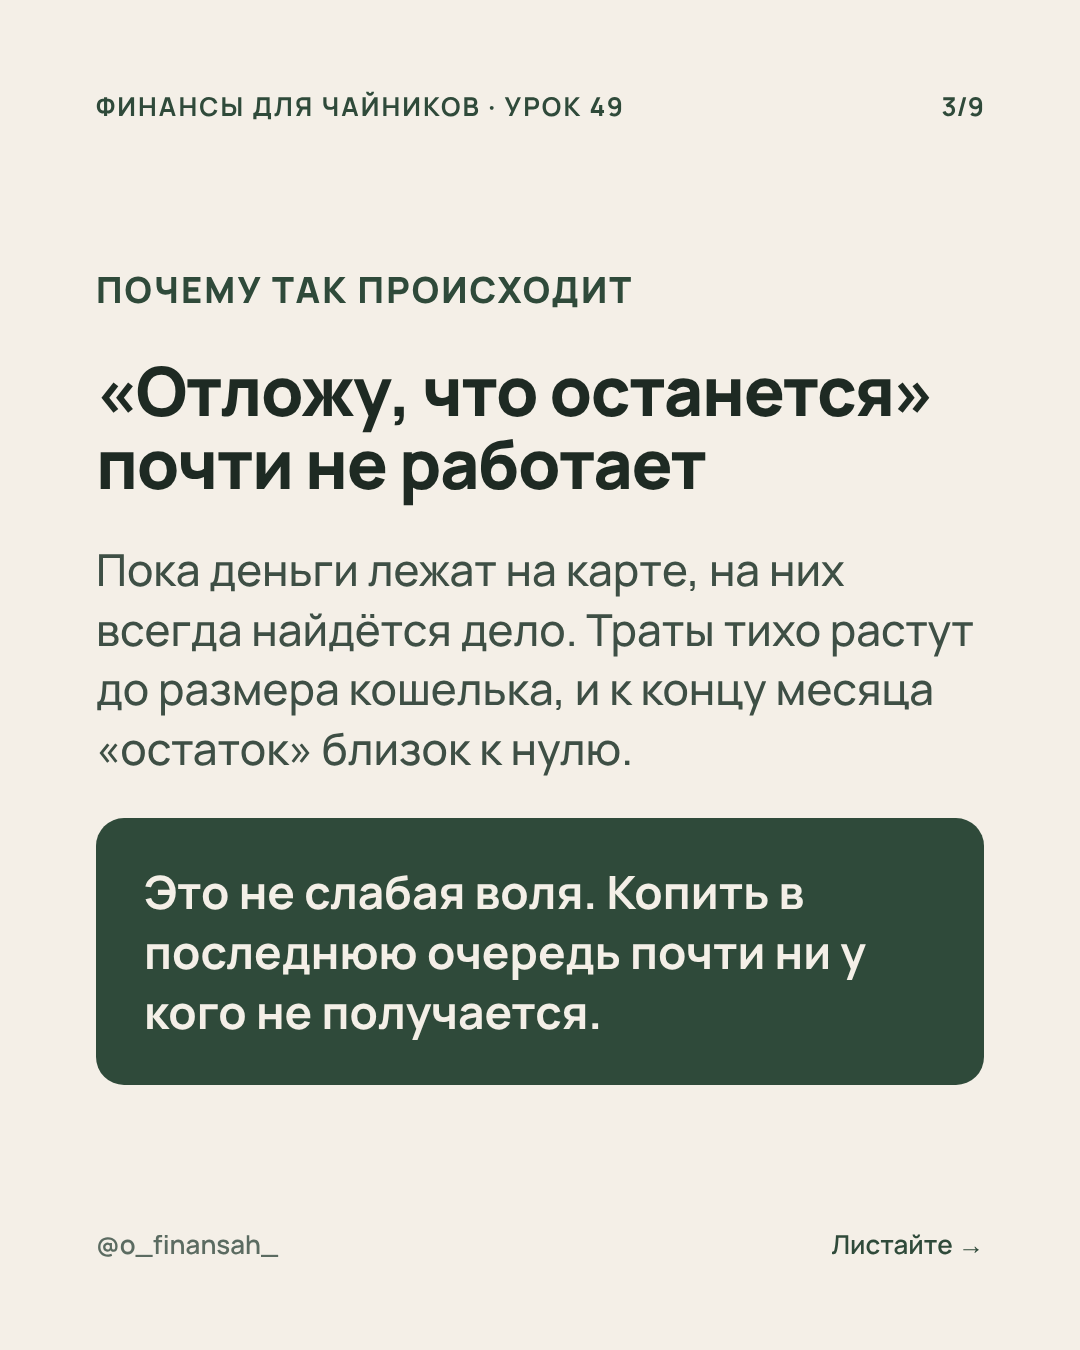 ФИНАНСЫ ДЛЯ ЧАЙНИКОВ · УРОК 49
3/9
ПОЧЕМУ ТАК ПРОИСХОДИТ
«Отложу, что останется»
почти не работает
Пока деньги лежат на карте, на них
всегда найдётся дело. Траты тихо растут
до размера кошелька, и к концу месяца
«остаток» близок к нулю.
Это не слабая воля. Копить в
последнюю очередь почти ни у
кого не получается.
@o_finansah_
Листайте →